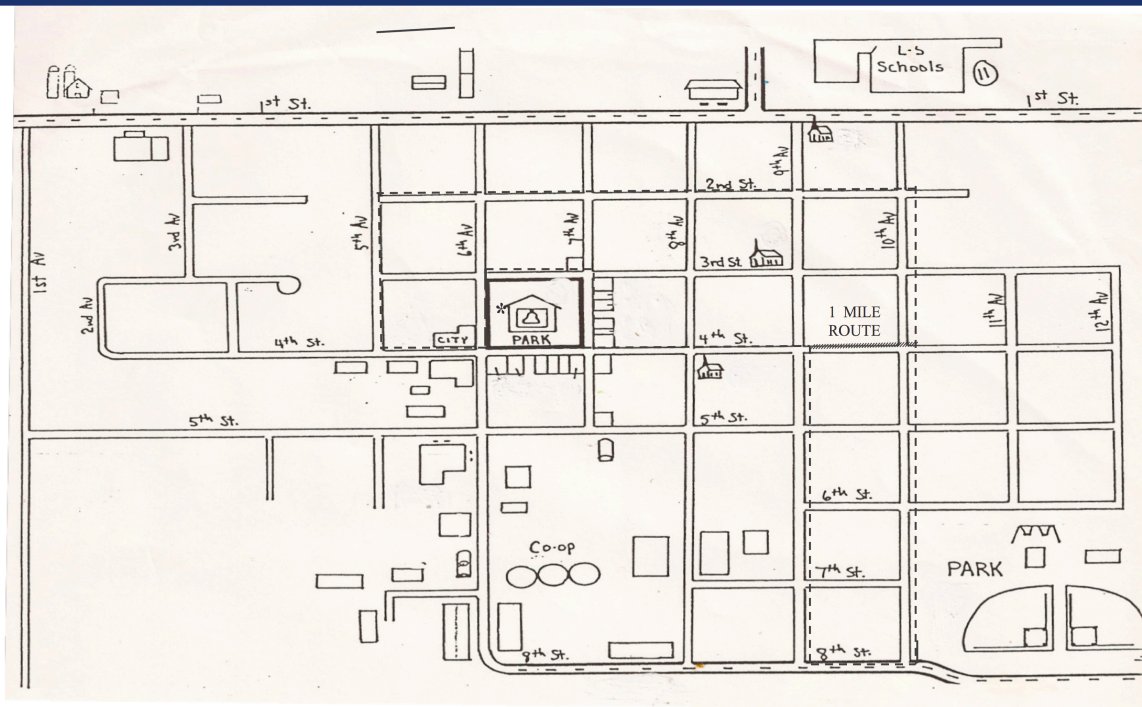 L-S
Schools
11
1st St.
1st St.
9th Av
2nd St.
1st Av
3rd Av
5th Av
6th Av
7th Av
8th Av
10th Av
3rd St
2nd Av
11th Av
12th Av
*
1 MILE
ROUTE
4th St.
CITY
PARK
4th St.
5th St.
5th St.
6th St.
Co-op
PARK
7th St.
8th St.
8th St.